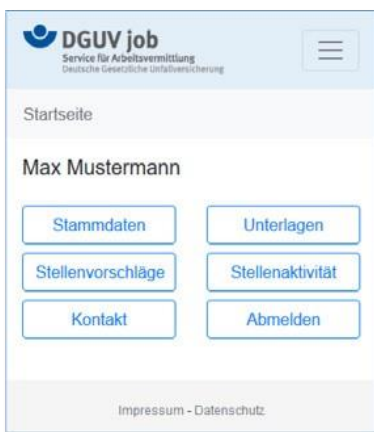 DGUV job
Service für Arbeitsvermittlung
Deutsche Gesetzliche Unfallversicherung
Startseite
Max Mustermann
Stammdaten Unterlagen
Stellenvorschläge Stellenaktivität
Kontakt Abmelden
Impressum - Datenschutz